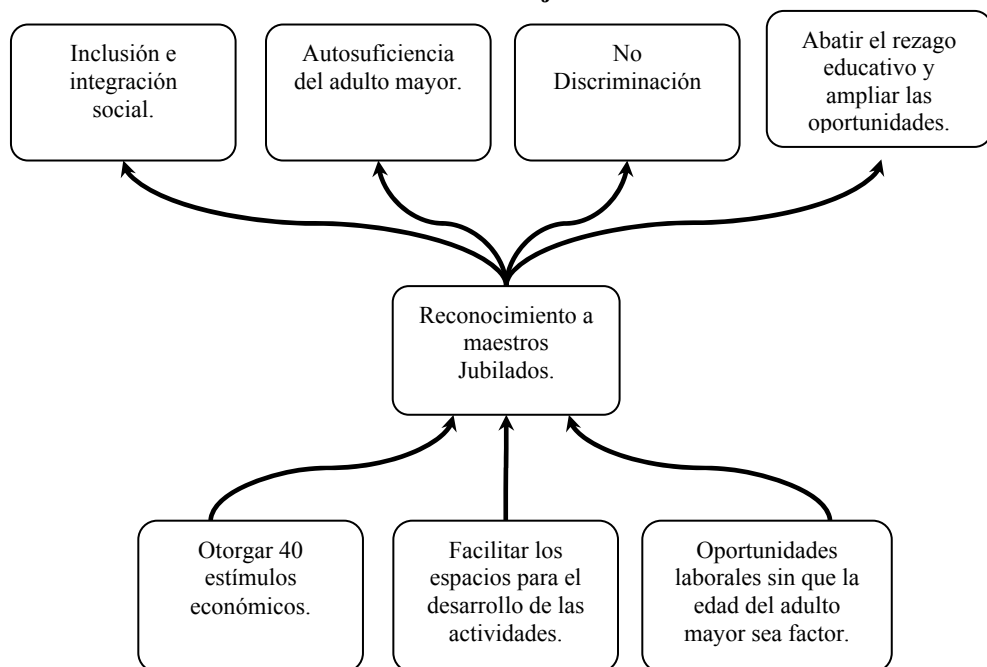 Inclusión e
integración
social.
Autosuficiencia
del adulto mayor.
No
Discriminación
Abatir el rezago
educativo y
ampliar las
oportunidades.
Reconocimiento a
maestros
Jubilados.
Otorgar 40
estímulos
económicos.
Facilitar los
espacios para el
desarrollo de las
actividades.
Oportunidades
laborales sin que la
edad del adulto
mayor sea factor.